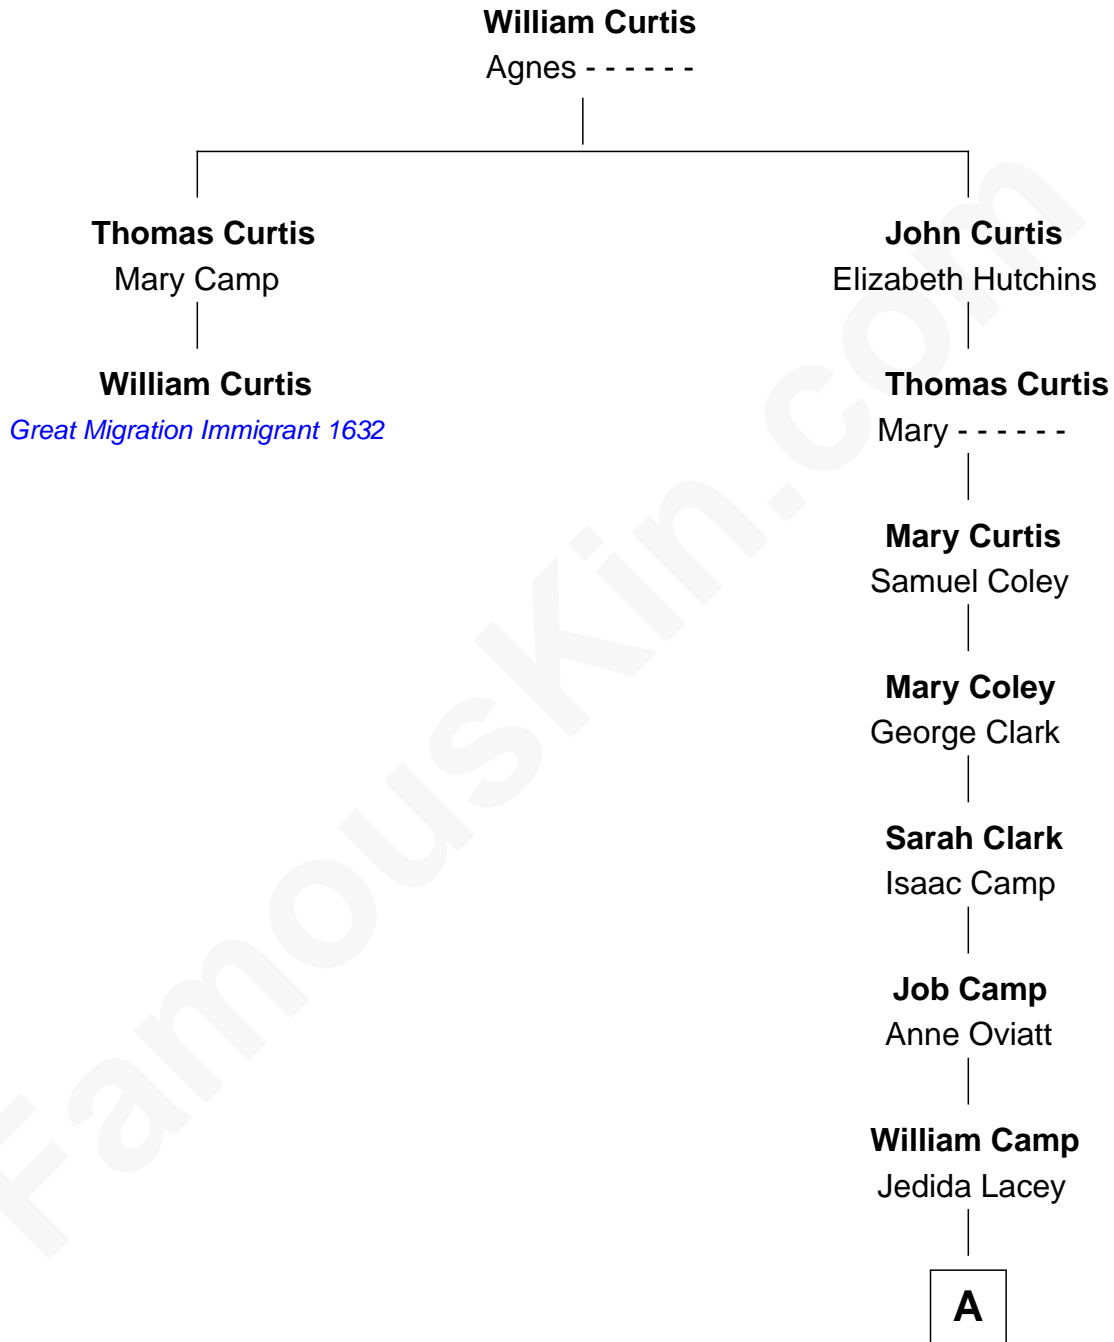 William Curtis
Agnes - - - - - -
Thomas Curtis
Mary Camp
William Curtis
Great Migration Immigrant 1632
John Curtis
Elizabeth Hutchins
Thomas Curtis
Mary - - - - - -
Mary Curtis
Samuel Coley
Mary Coley
George Clark
Sarah Clark
Isaac Camp
Job Camp
Anne Oviatt
William Camp
Jedida Lacey
A
FamousKin.com